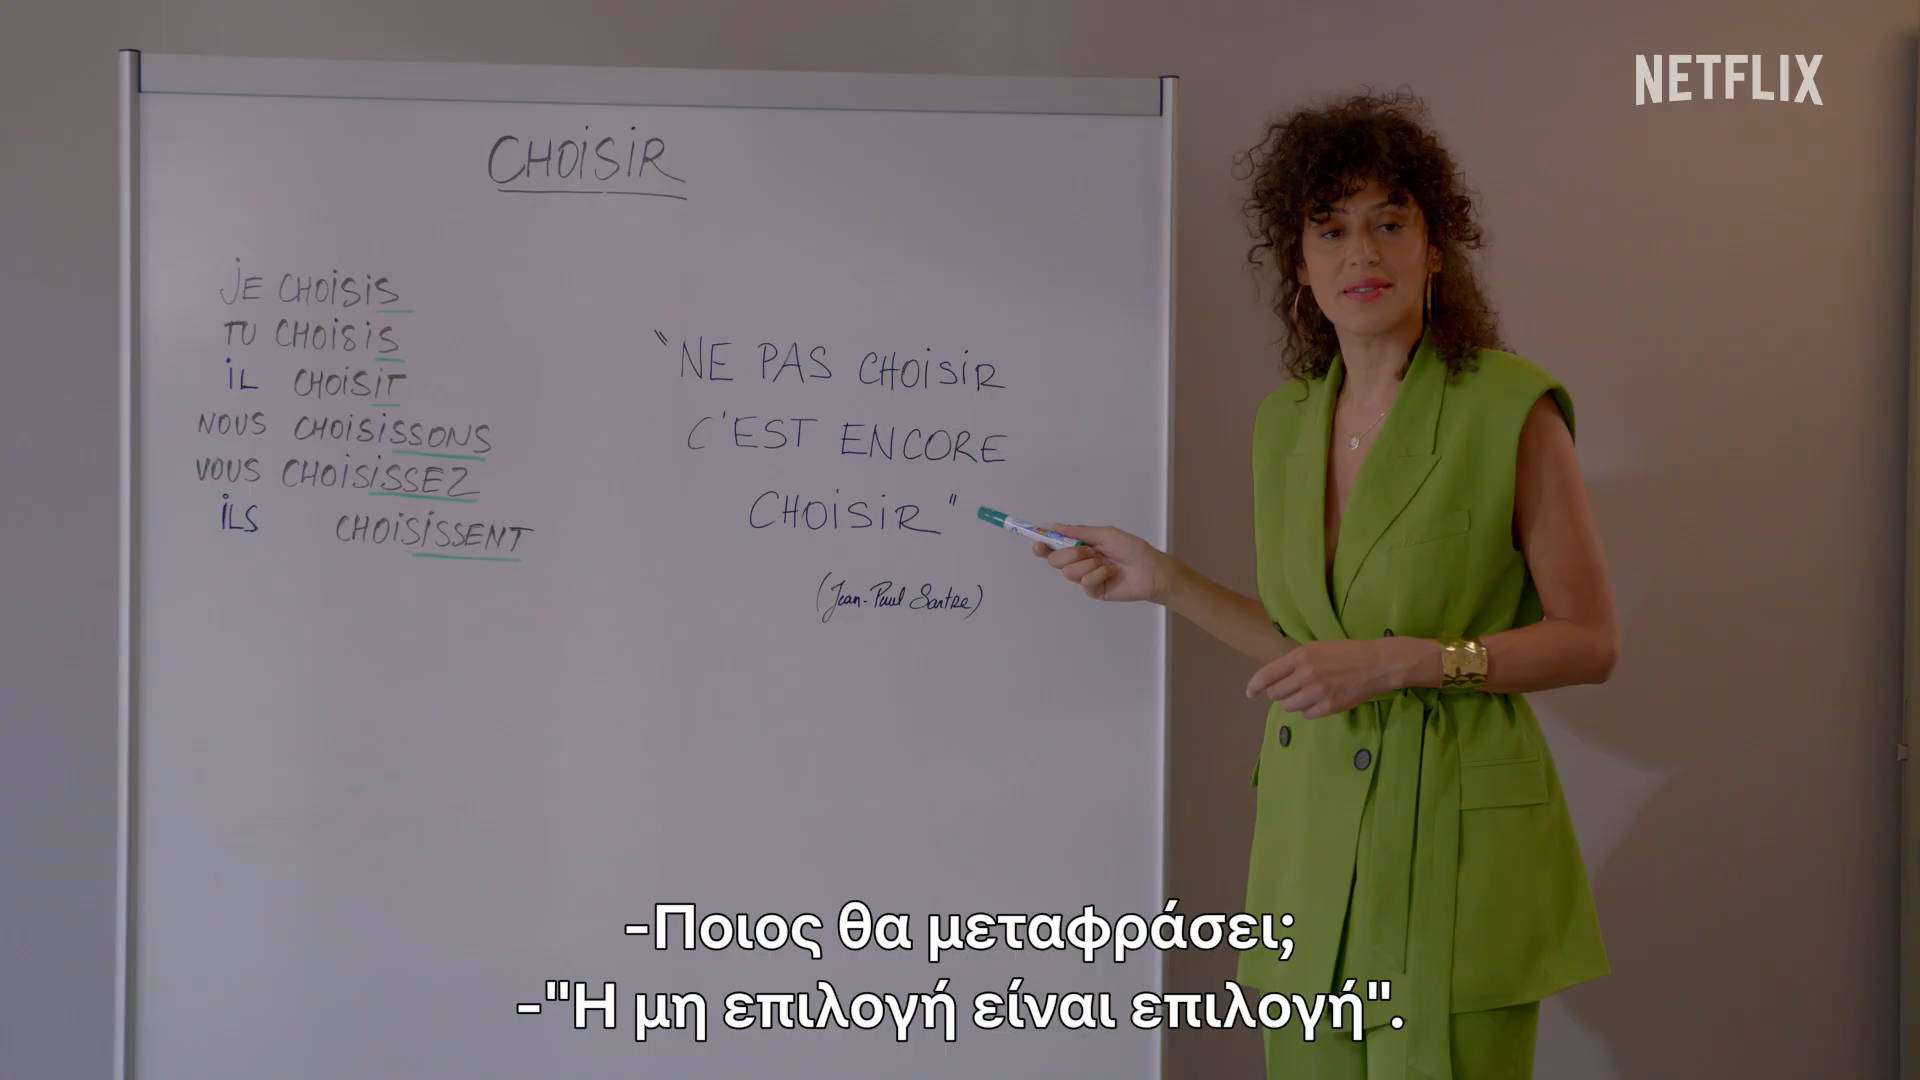 NETFLIX
CHOISIR
JE CHOISIS
TU CHOISIS
IL CHOISIT
NOUS CHOISISSONS
VOUS CHOISISSEZ
ILS CHOISISSENT
"NE PAS CHOISIR
C'EST ENCORE
CHOISIR"
(Jean-Paul Sartre)
-Ποιος θα μεταφράσει;
-"Η μη επιλογή είναι επιλογή".